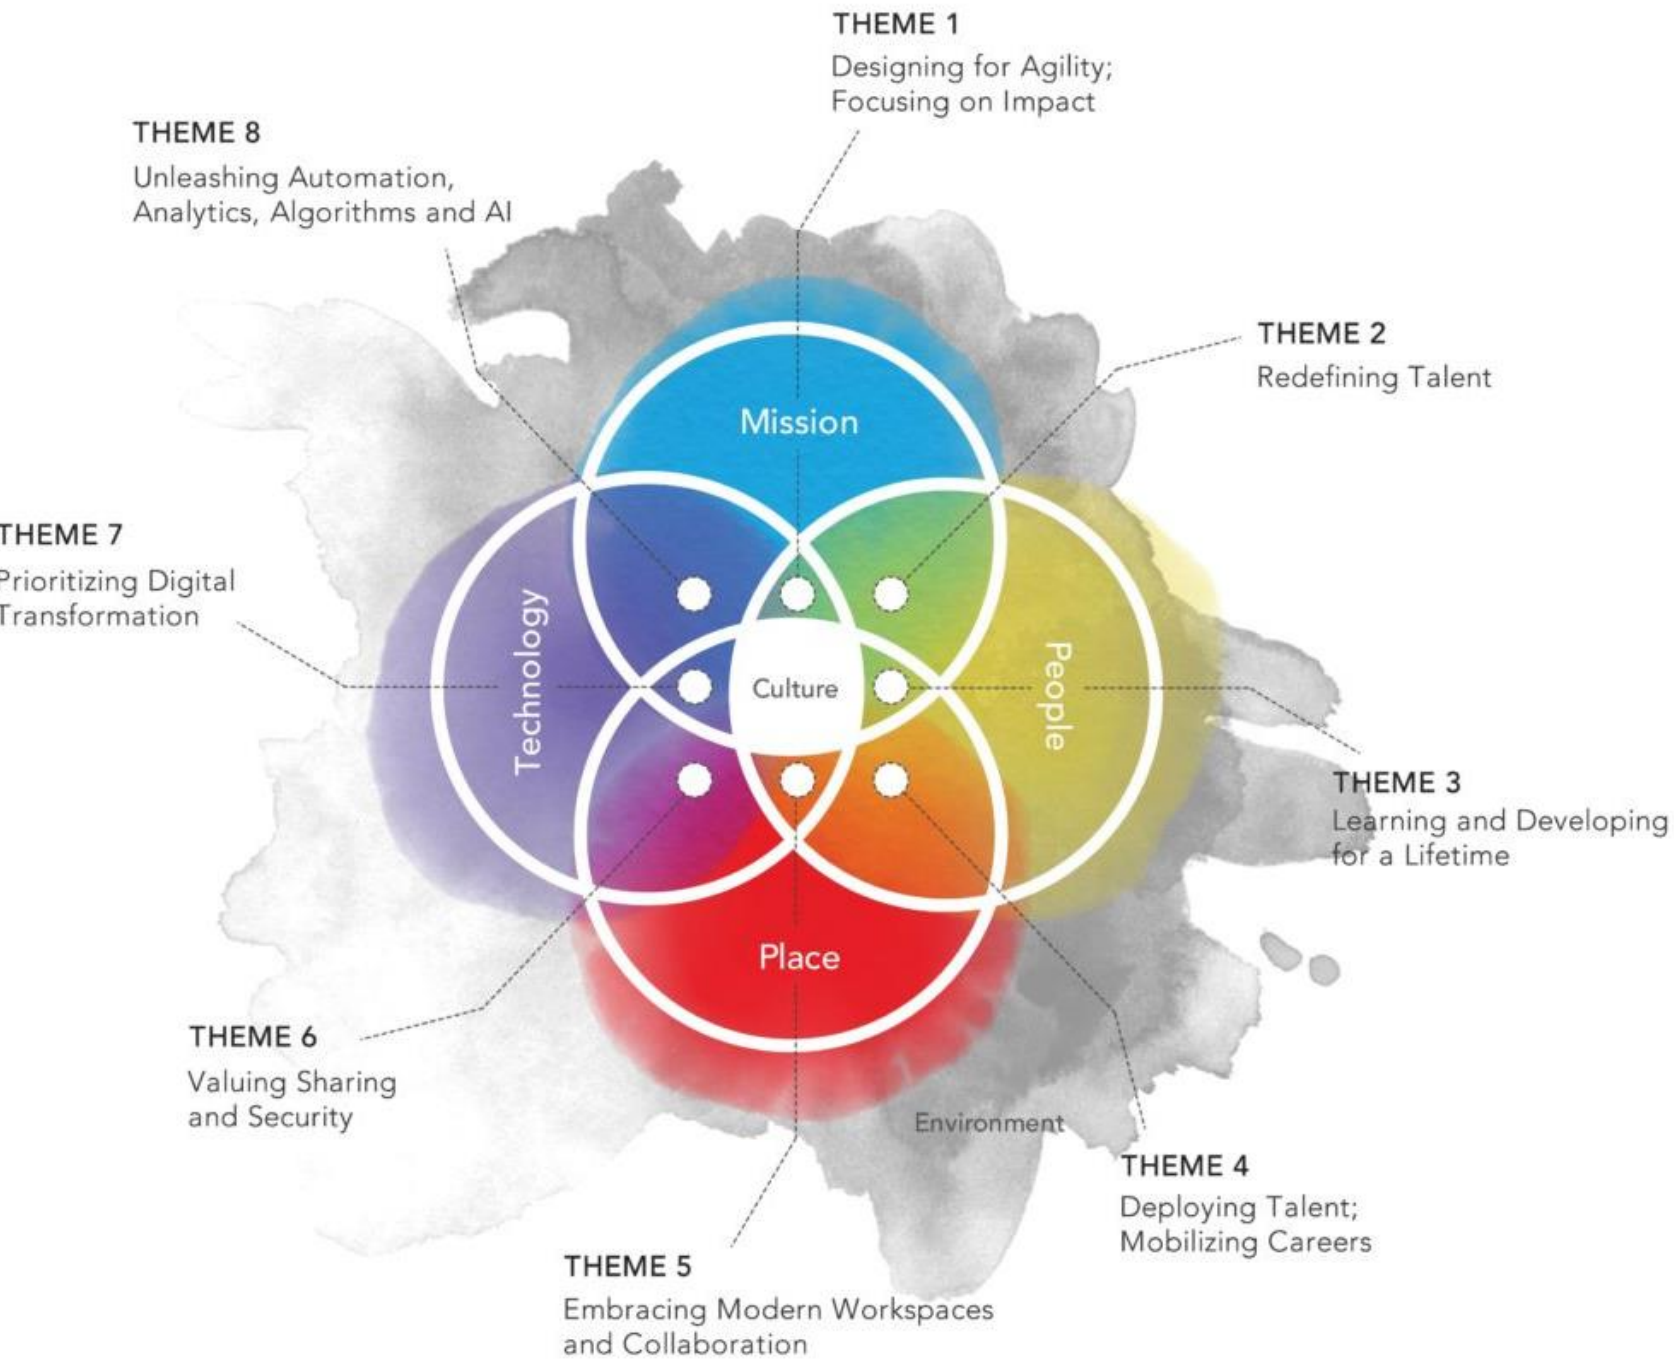 THEME 1
Designing for Agility;
Focusing on Impact
THEME 8
Unleashing Automation,
Analytics, Algorithms and AI
THEME 2
Redefining Talent
Mission
THEME 7
Prioritizing Digital
Transformation
Technology
Culture
People
THEME 3
Learning and Developing
for a Lifetime
Place
THEME 6
Valuing Sharing
and Security
Environment
THEME 4
Deploying Talent;
Mobilizing Careers
THEME 5
Embracing Modern Workspaces
and Collaboration